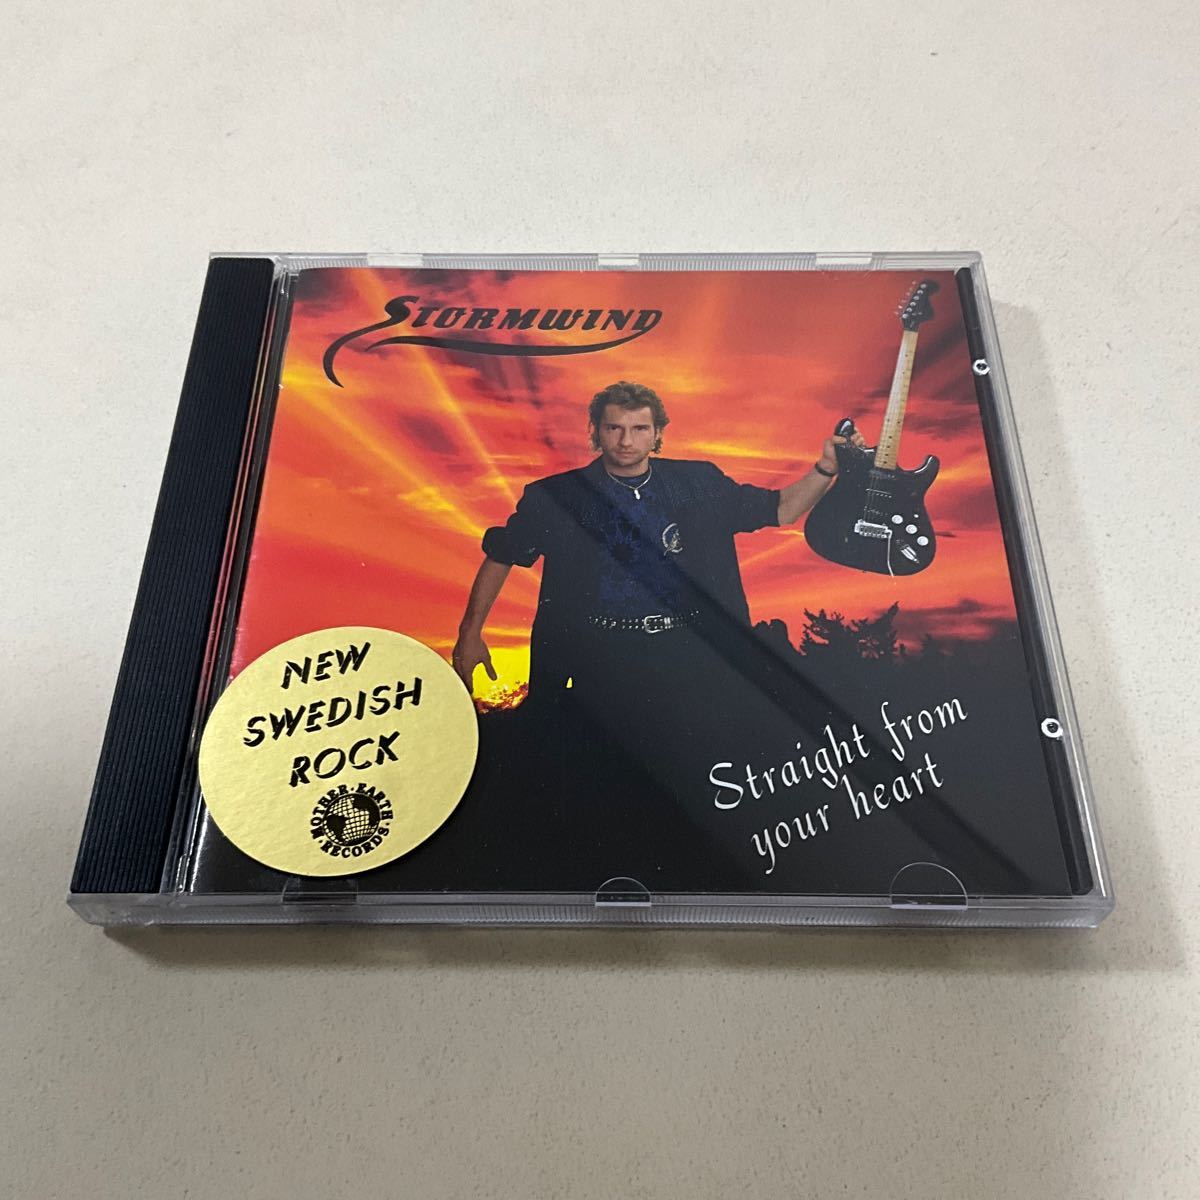 STORMWIND
Straight from
your heart
NEW
SWEDISH
ROCK
MOTHER·EARTH
·RECORDS·